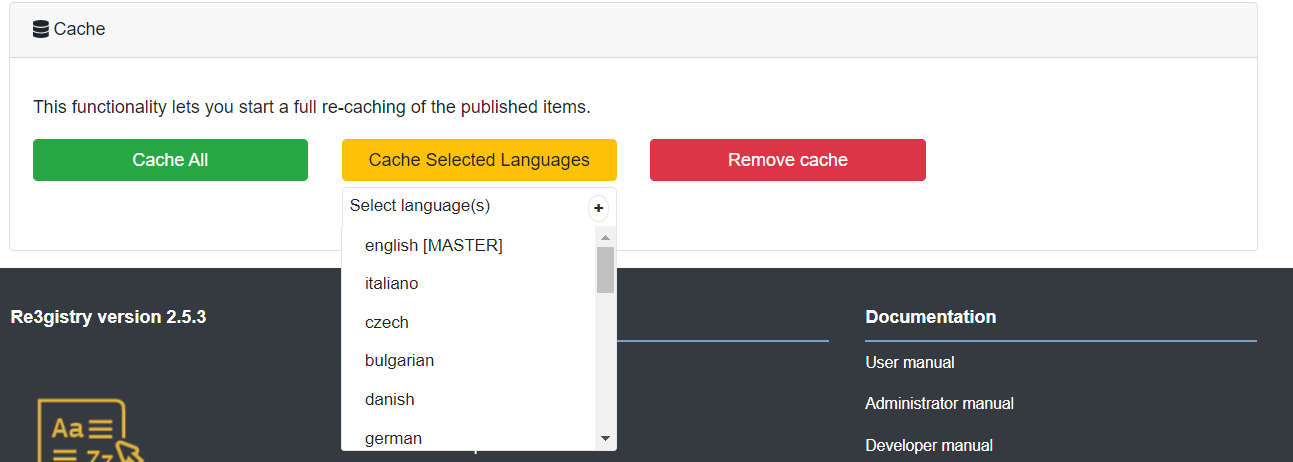 Cache
This functionality lets you start a full re-caching of the published items.
Cache All
Cache Selected Languages
Remove cache
Select language(s)
+
english [MASTER]
italiano
czech
bulgarian
danish
german
Re3gistry version 2.5.3
Aa
Zz
Documentation
User manual
Administrator manual
Developer manual